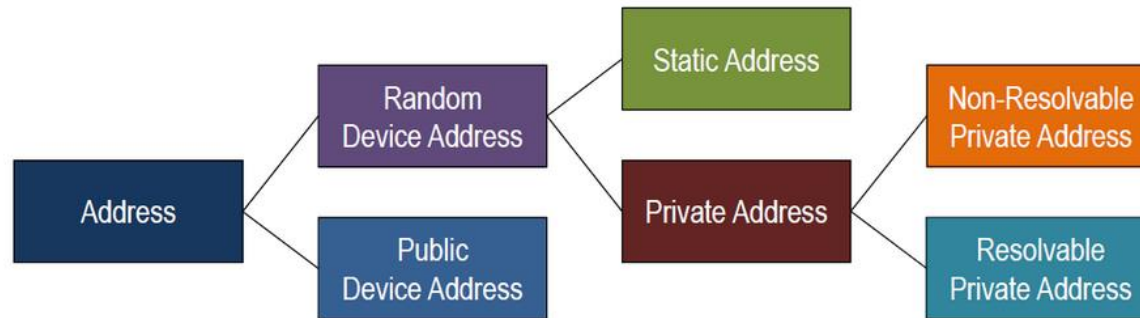 Address
Random
Device Address
Public
Device Address
Static Address
Private Address
Non-Resolvable
Private Address
Resolvable
Private Address